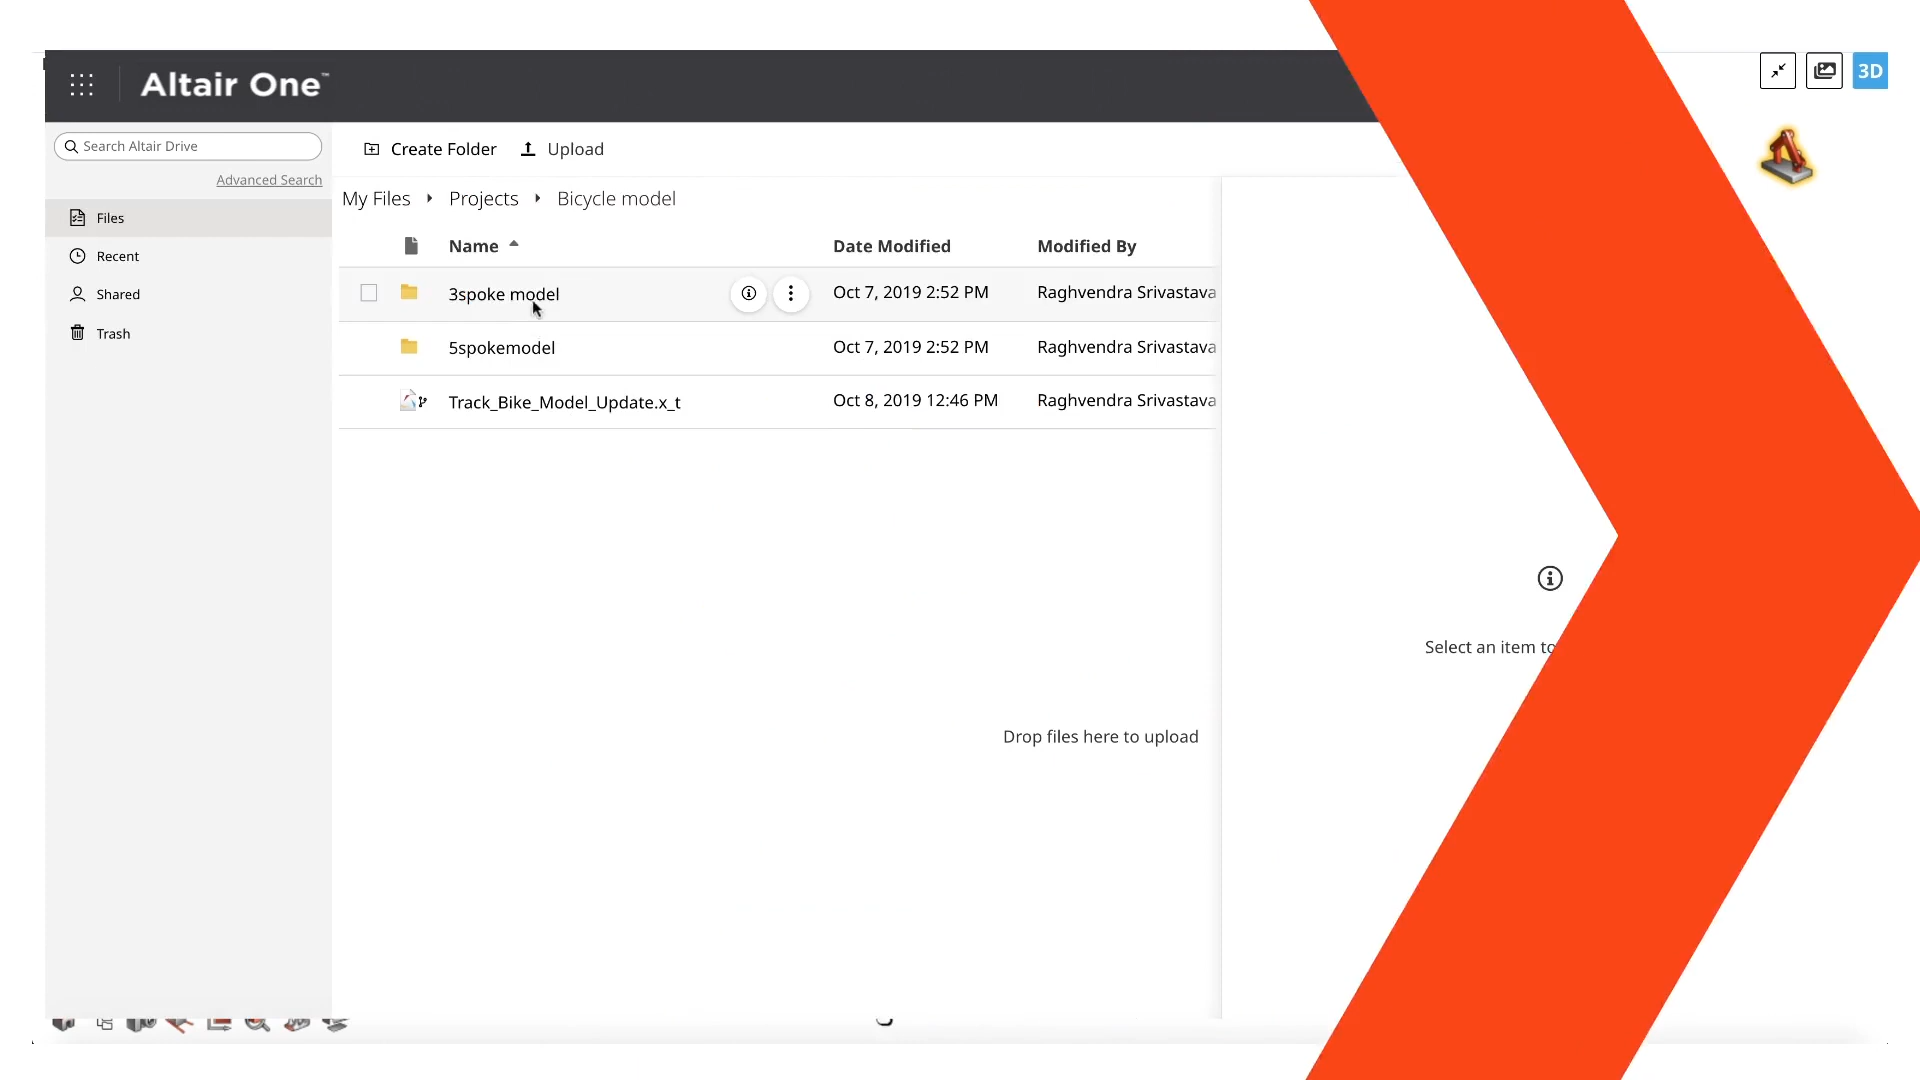 Altair One™
3D
Search Altair Drive
Advanced Search
Files
Recent
Shared
Trash
Create Folder
Upload
My Files Projects Bicycle model
Name Date Modified Modified By
3spoke model Oct 7, 2019 2:52 PM Raghvendra Srivastava
5spokemodel Oct 7, 2019 2:52 PM Raghvendra Srivastava
Track_Bike_Model_Update.x_t Oct 8, 2019 12:46 PM Raghvendra Srivastava
Select an item to
Drop files here to upload